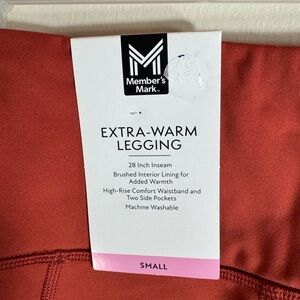 Member's
Mark™
EXTRA-WARM
LEGGING
28 Inch Inseam
Brushed Interior Lining for
Added Warmth
High-Rise Comfort Waistband and
Two Side Pockets
Machine Washable
SMALL